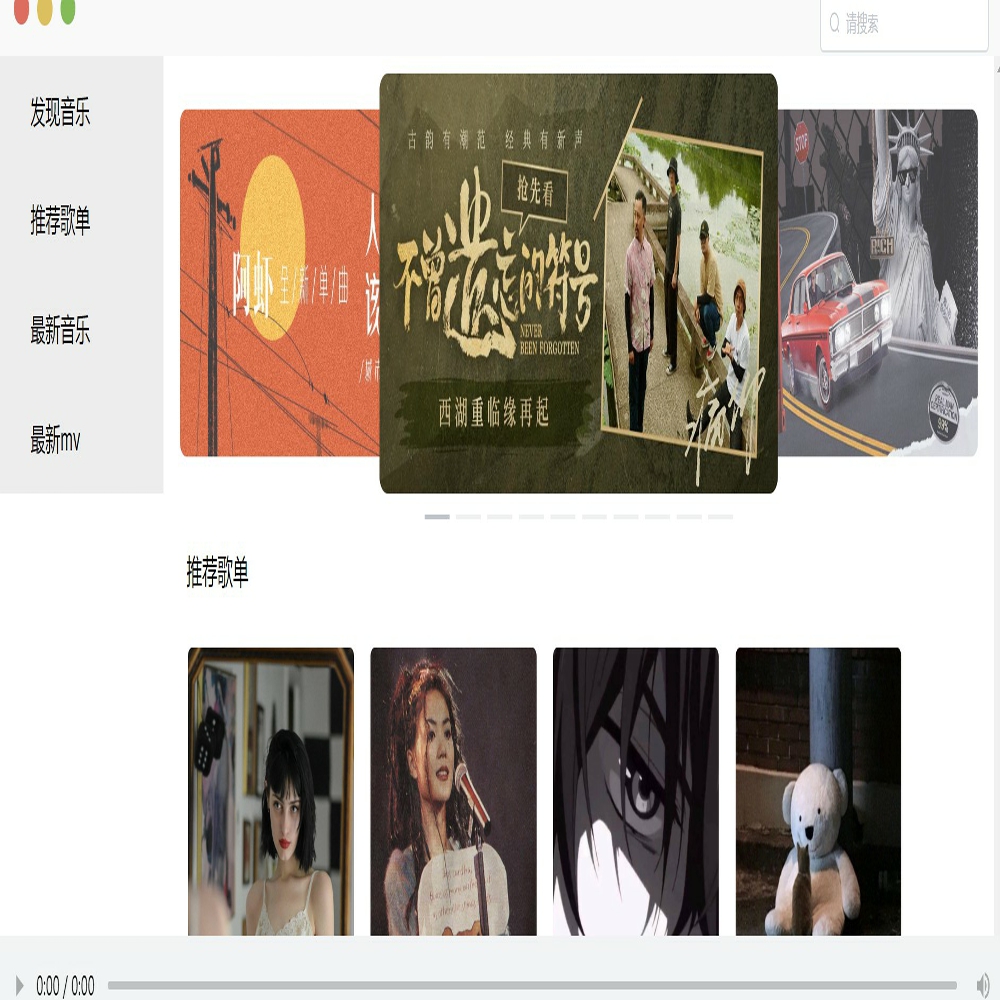 请搜索
发现音乐
推荐歌单
最新音乐
最新mv
人
该
阿虾 呈/新/单/曲
古韵有潮范 经典有新声
抢先看
不曾遗忘的符号
NEVER
BEEN FORGOTTEN
西湖重临缘再起
STOP
RICH
推荐歌单
0:00 / 0:00